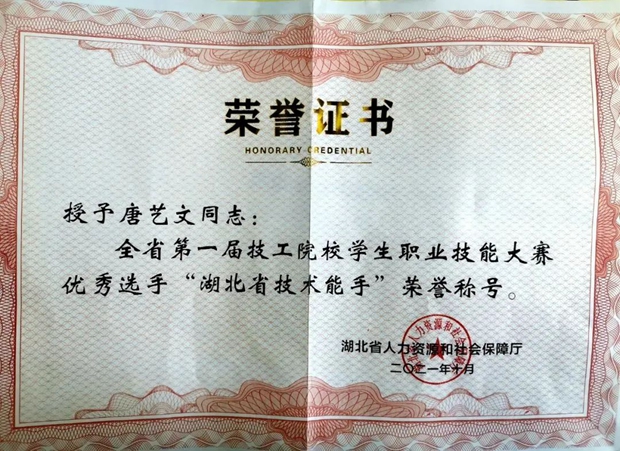 荣誉证书
HONORARY CREDENTIAL
授予唐艺文同志：
全省第一届技工院校学生职业技能大赛
优秀选手“湖北省技术能手”荣誉称号。
湖北省人力资源和社会保障厅
二〇二一年十月